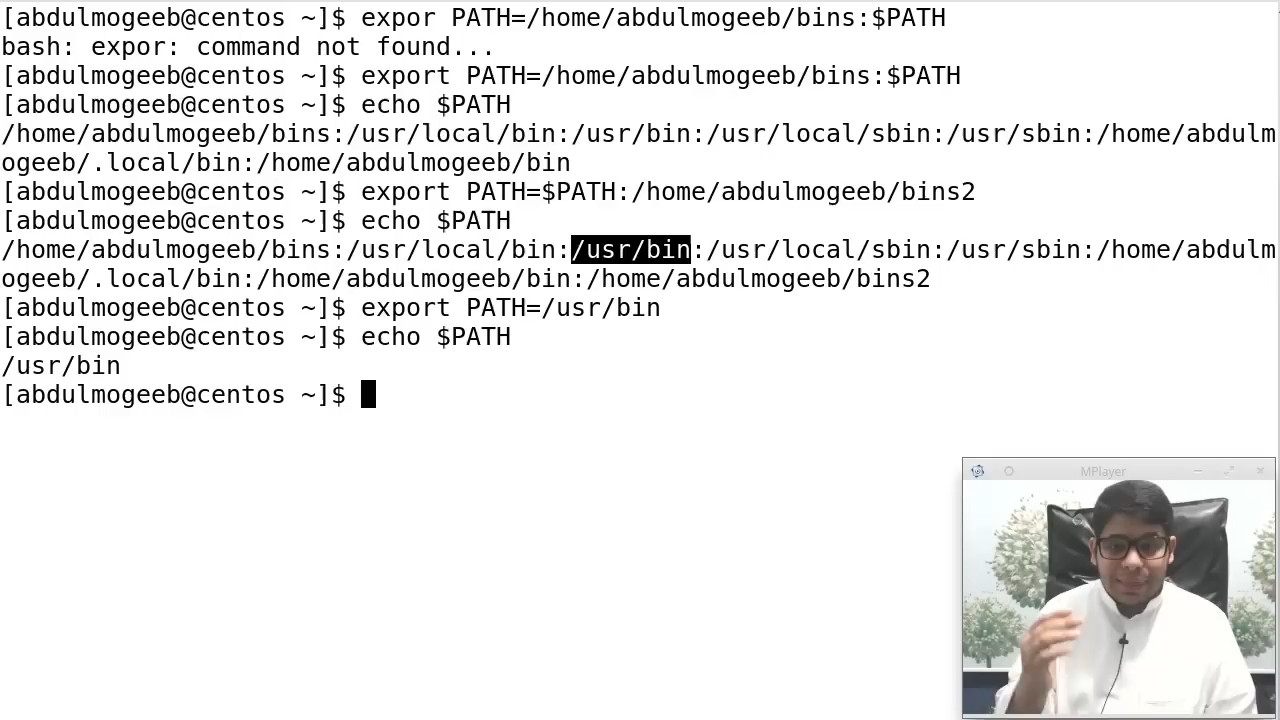 [abdulmogeeb@centos ~]$ expor PATH=/home/abdulmogeeb/bins:$PATH
bash: expor: command not found...
[abdulmogeeb@centos ~]$ export PATH=/home/abdulmogeeb/bins:$PATH
[abdulmogeeb@centos ~]$ echo $PATH
/home/abdulmogeeb/bins:/usr/local/bin:/usr/bin:/usr/local/sbin:/usr/sbin:/home/abdulm
ogeeb/.local/bin:/home/abdulmogeeb/bin
[abdulmogeeb@centos ~]$ export PATH=$PATH:/home/abdulmogeeb/bins2
[abdulmogeeb@centos ~]$ echo $PATH
/home/abdulmogeeb/bins:/usr/local/bin:/usr/bin:/usr/local/sbin:/usr/sbin:/home/abdulm
ogeeb/.local/bin:/home/abdulmogeeb/bin:/home/abdulmogeeb/bins2
[abdulmogeeb@centos ~]$ export PATH=/usr/bin
[abdulmogeeb@centos ~]$ echo $PATH
/usr/bin
[abdulmogeeb@centos ~]$
MPlayer